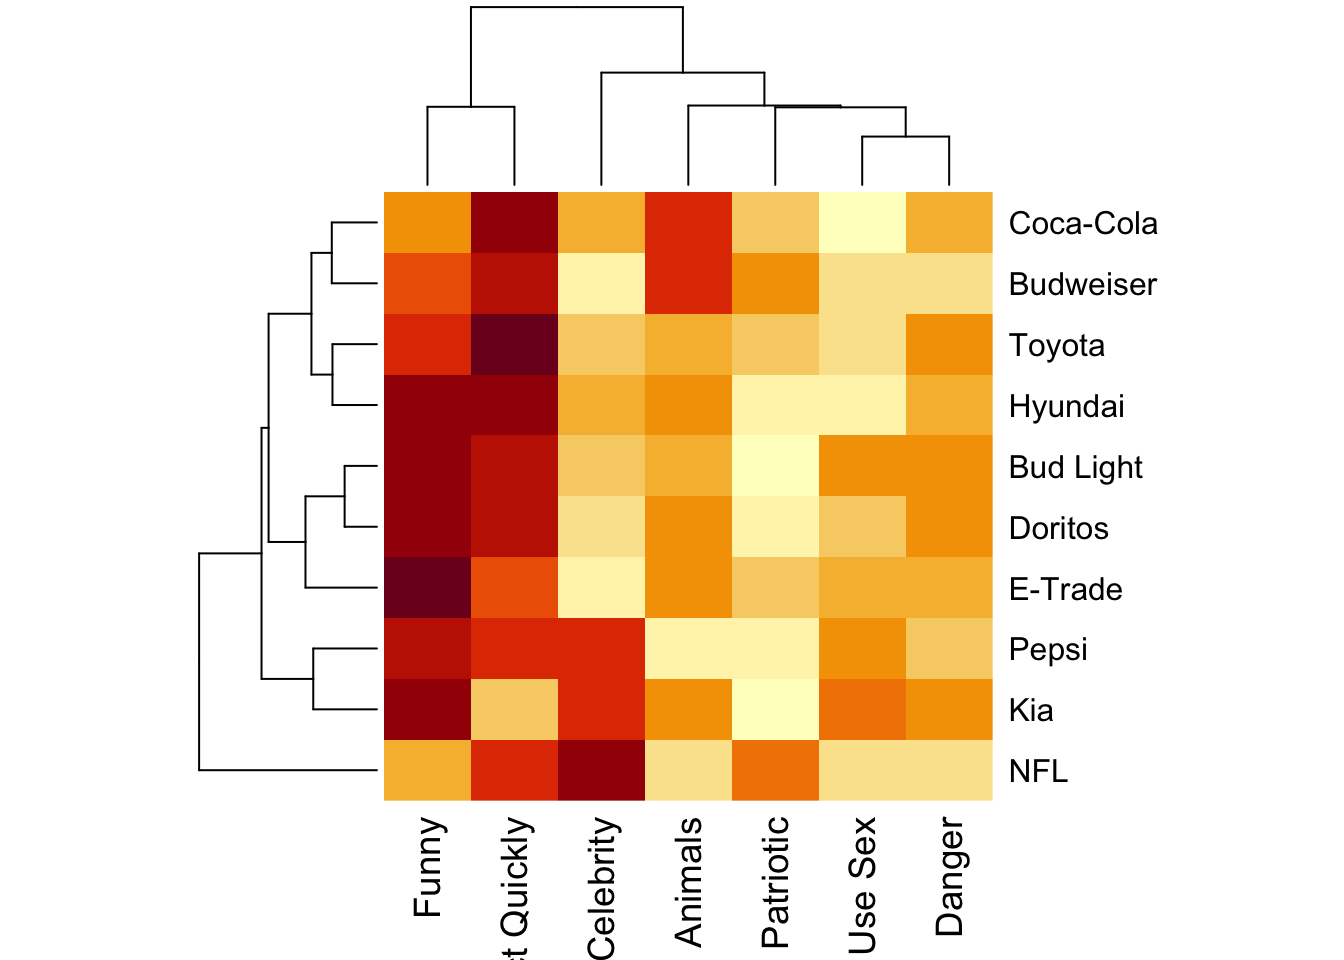 Coca-Cola
Budweiser
Toyota
Hyundai
Bud Light
Doritos
E-Trade
Pepsi
Kia
NFL
Funny
Quickly
Celebrity
Animals
Patriotic
Use Sex
Danger